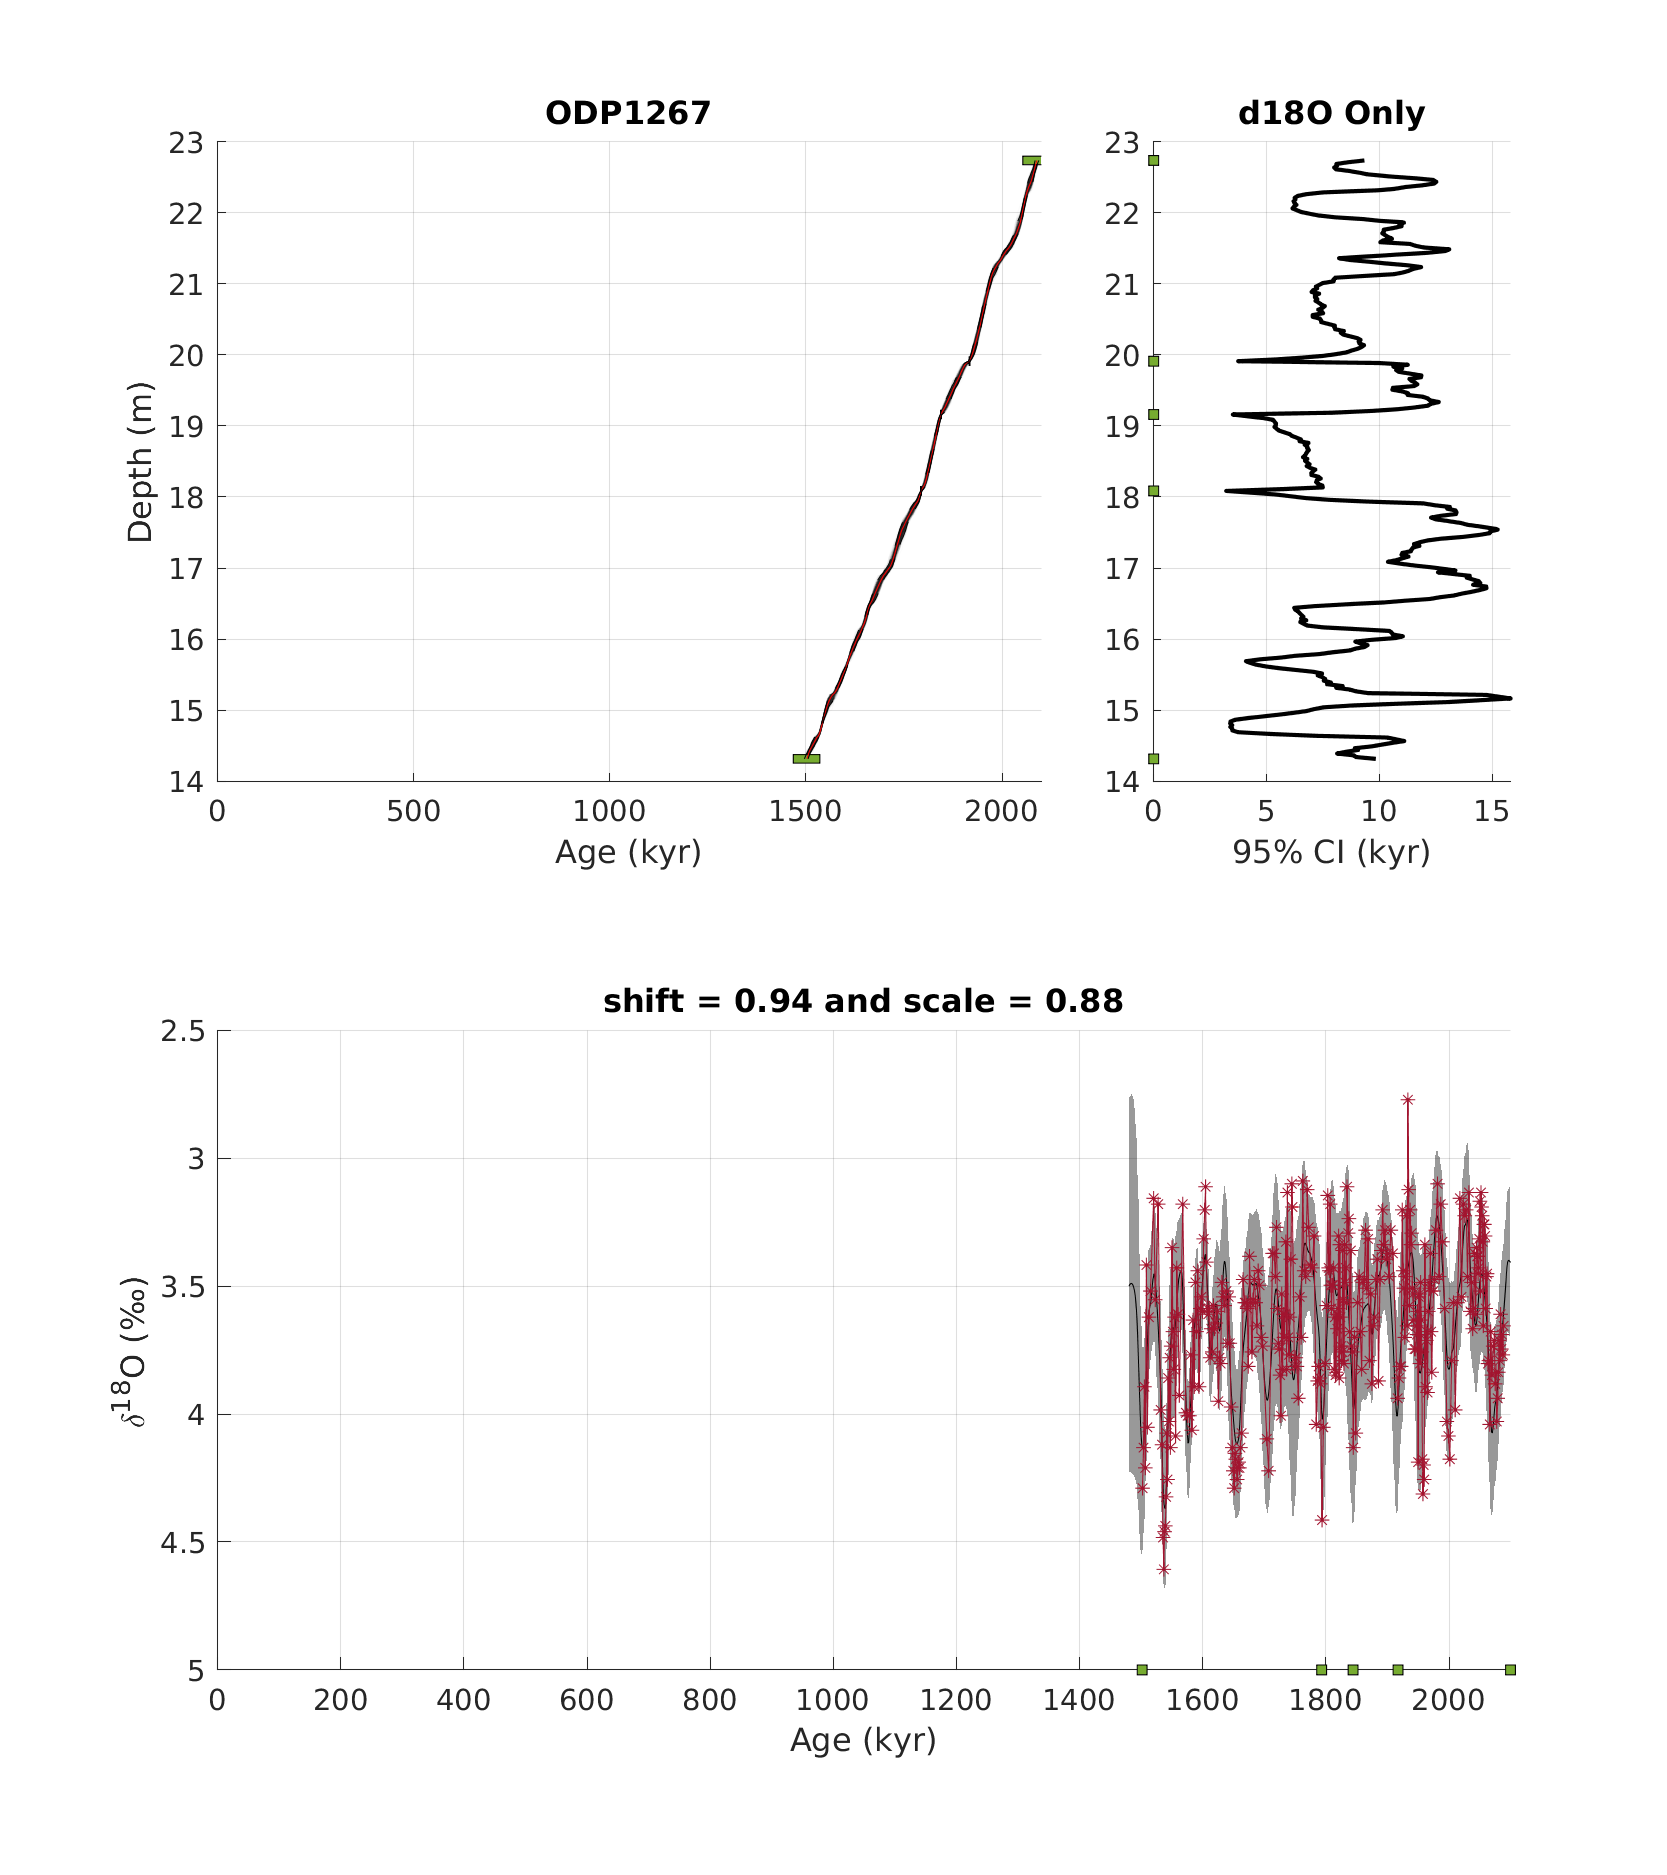 ODP1267
23
22
21
20
19
18
17
16
15
14
Depth (m)
0 500 1000 1500 2000
Age (kyr)
d18O Only
23
22
21
20
19
18
17
16
15
14
0 5 10 15
95% CI (kyr)
shift = 0.94 and scale = 0.88
2.5
3
3.5
4
4.5
5
δ18O (‰)
0 200 400 600 800 1000 1200 1400 1600 1800 2000
Age (kyr)